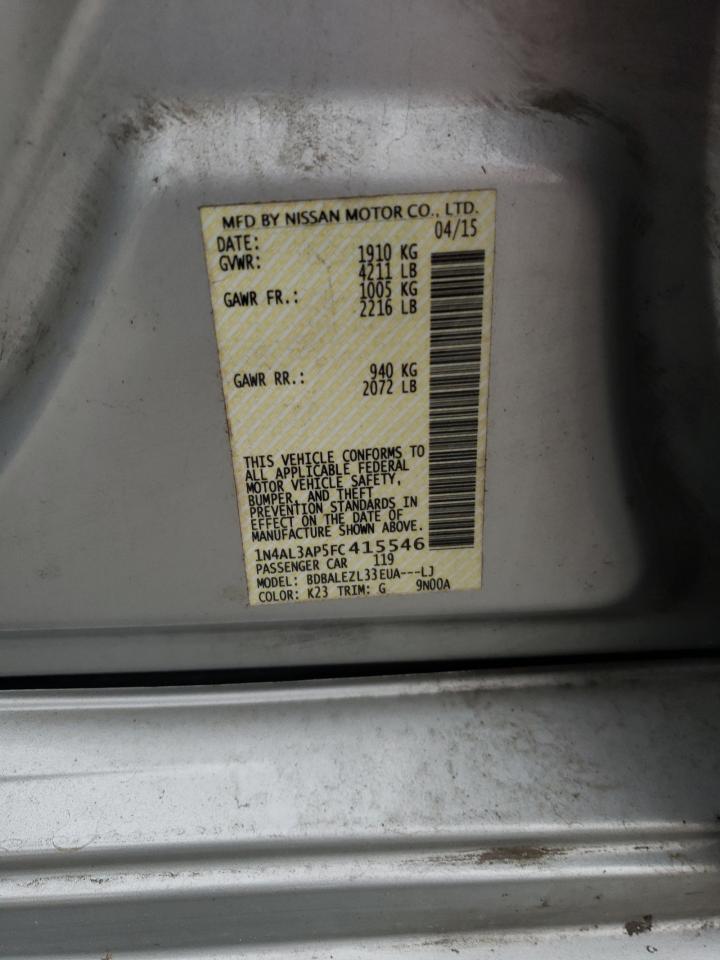 MFD BY NISSAN MOTOR CO., LTD.
DATE: 04/15
GVWR: 1910 KG
4211 LB
GAWR FR.: 1005 KG
2216 LB
GAWR RR.: 940 KG
2072 LB
THIS VEHICLE CONFORMS TO
ALL APPLICABLE FEDERAL
MOTOR VEHICLE SAFETY,
BUMPER, AND THEFT
PREVENTION STANDARDS IN
EFFECT ON THE DATE OF
MANUFACTURE SHOWN ABOVE.
1N4AL3AP5FC415546
PASSENGER CAR 119
MODEL: BDBALEZL33EUA---LJ
COLOR: K23 TRIM: G 9N00A